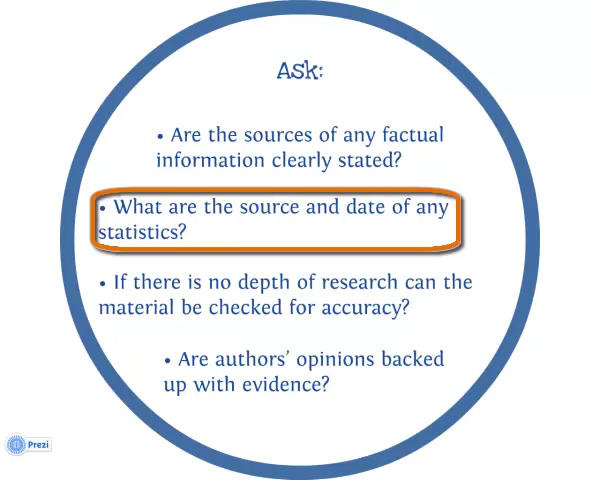 Ask:
• Are the sources of any factual
information clearly stated?
• What are the source and date of any
statistics?
• If there is no depth of research can the
material be checked for accuracy?
• Are authors’ opinions backed
up with evidence?
Prezi